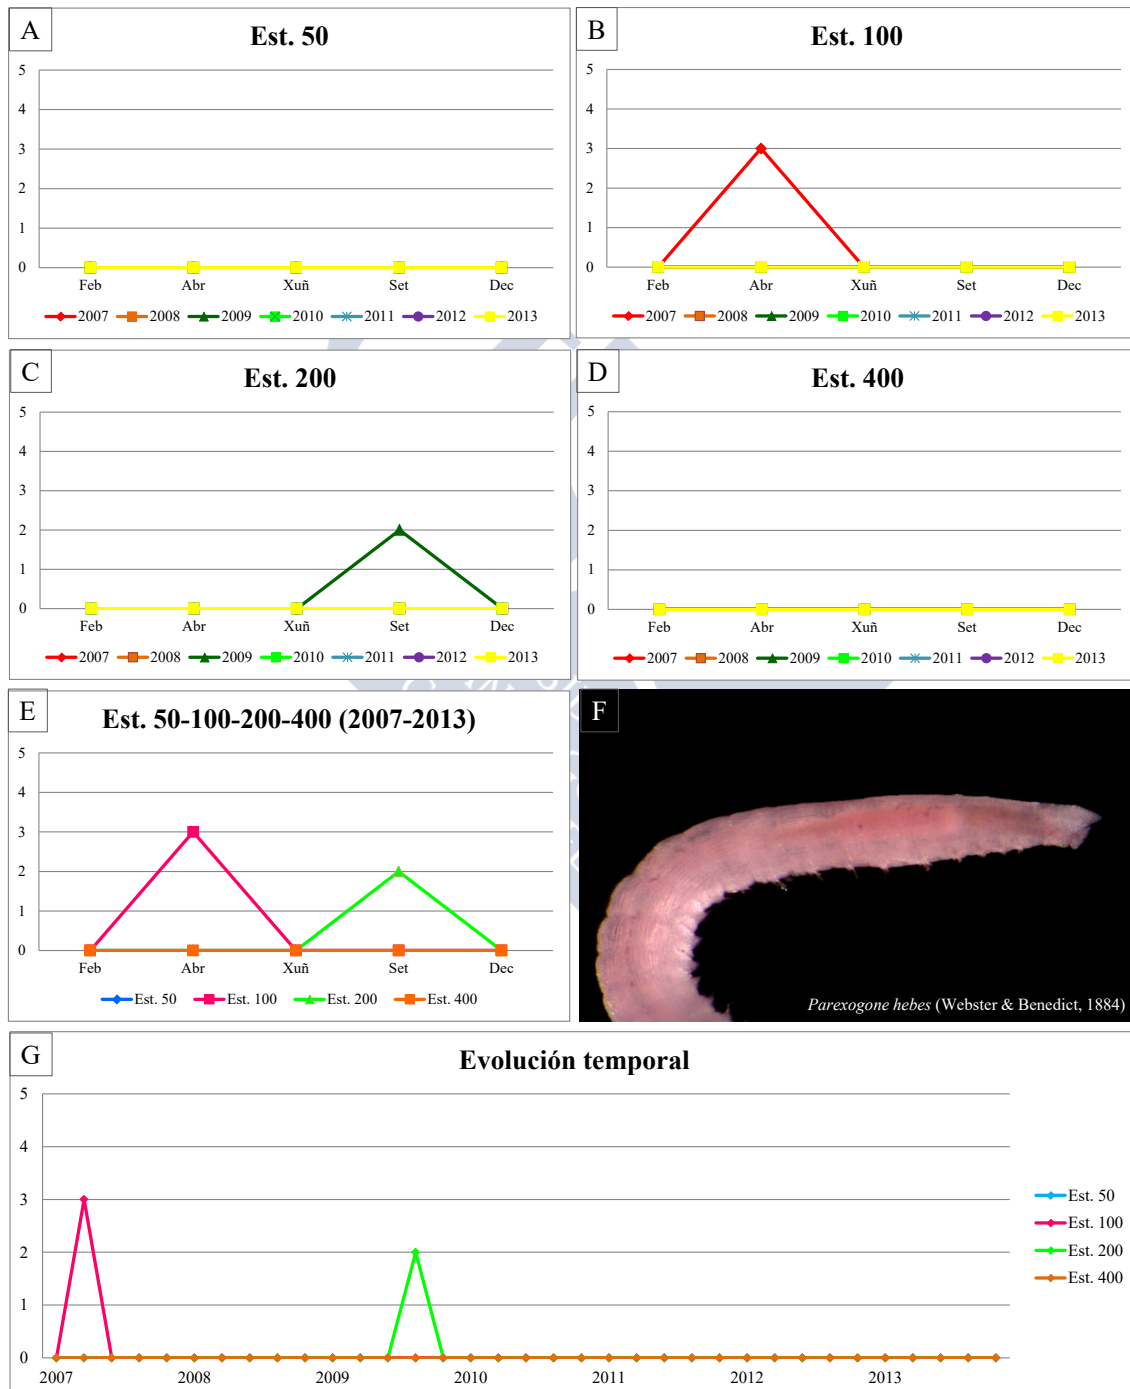 A
Est. 50
5
4
3
2
1
0
Feb Abr Xuñ Set Dec
2007 2008 2009 2010 2011 2012 2013
B
Est. 100
5
4
3
2
1
0
Feb Abr Xuñ Set Dec
2007 2008 2009 2010 2011 2012 2013
C
Est. 200
5
4
3
2
1
0
Feb Abr Xuñ Set Dec
2007 2008 2009 2010 2011 2012 2013
D
Est. 400
5
4
3
2
1
0
Feb Abr Xuñ Set Dec
2007 2008 2009 2010 2011 2012 2013
E
Est. 50-100-200-400 (2007-2013)
5
4
3
2
1
0
Feb Abr Xuñ Set Dec
Est. 50 Est. 100 Est. 200 Est. 400
F
Parexogone hebes (Webster & Benedict, 1884)
G
Evolución temporal
5
4
3
2
1
0
2007 2008 2009 2010 2011 2012 2013
Est. 50
Est. 100
Est. 200
Est. 400